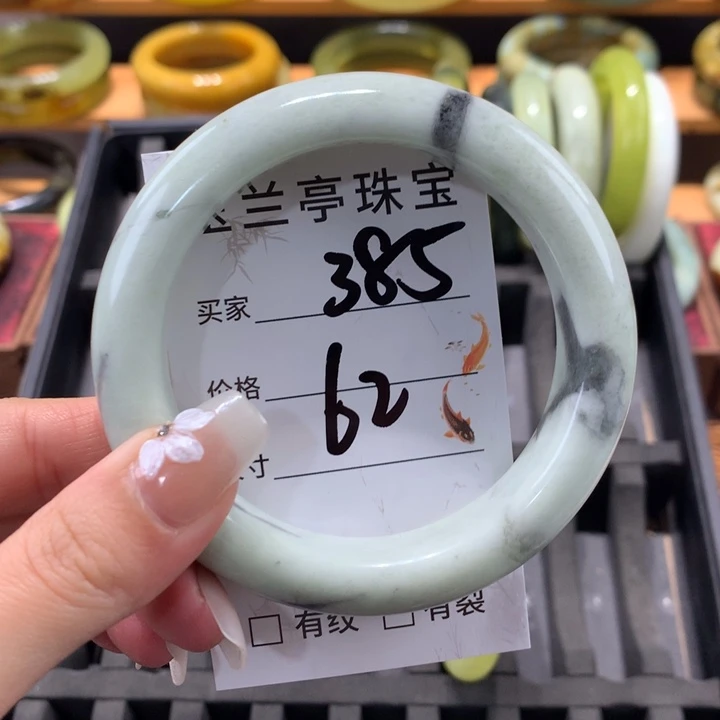 兰亭珠宝
买家 385
价格 62
寸
有纹 有裂